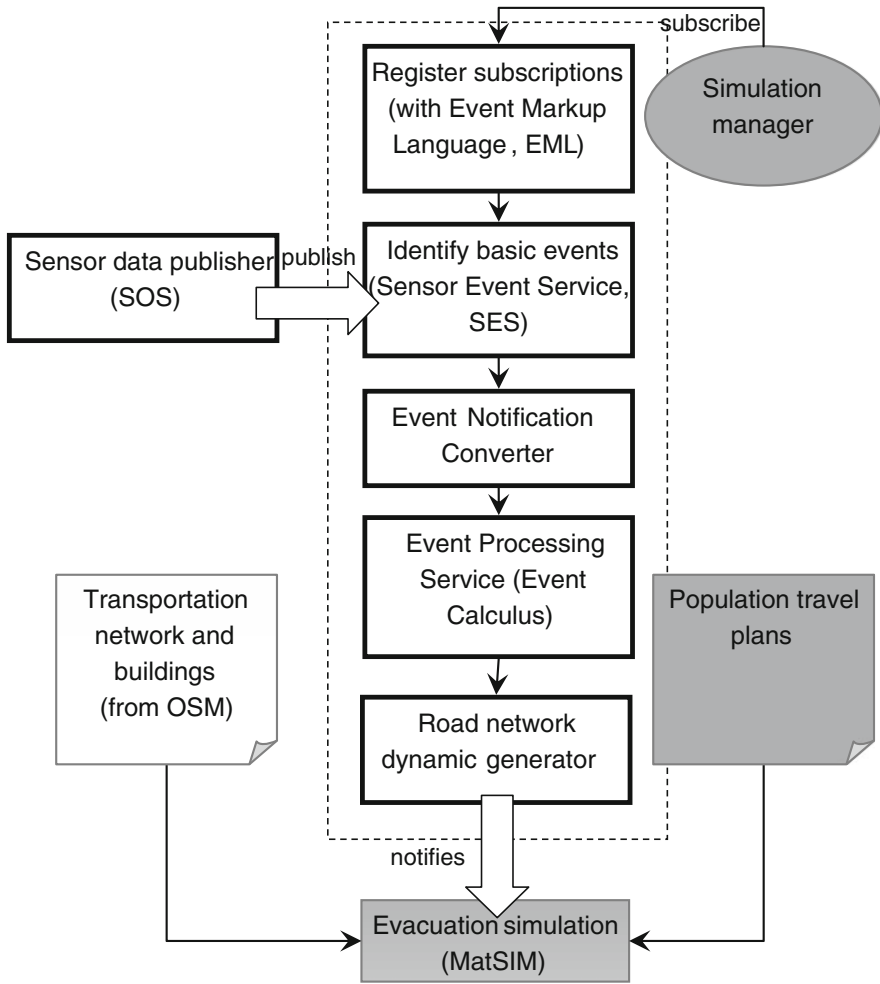 subscribe
Register subscriptions
(with Event Markup
Language , EML)
Simulation
manager
Sensor data publisher
(SOS)
publish
Identify basic events
(Sensor Event Service,
SES)
Event Notification
Converter
Event Processing
Service (Event
Calculus)
Transportation
network and
buildings
(from OSM)
Population travel
plans
Road network
dynamic generator
notifies
Evacuation simulation
(MatSIM)